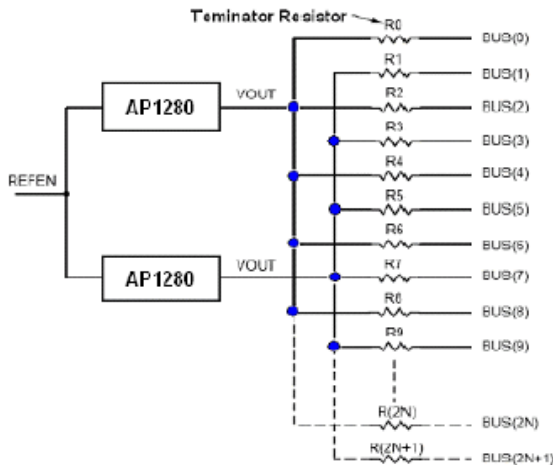 Teminator Resistor
R0
BUS(0)
R1
BUS(1)
VOUT
R2
BUS(2)
AP1280
R3
BUS(3)
R4
BUS(4)
REFEN
R5
BUS(5)
R6
BUS(6)
VOUT
R7
BUS(7)
AP1280
R8
BUS(8)
R9
BUS(9)
R(2N)
BUS(2N)
R(2N+1)
BUS(2N+1)